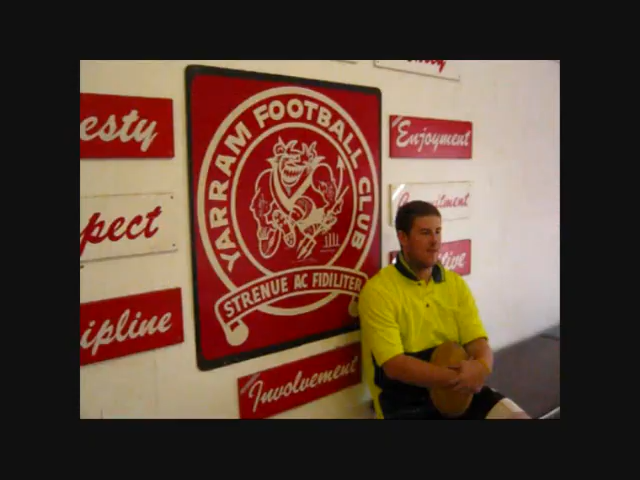 esty
pect
ipline
YARRAM FOOTBALL CLUB
STRENUE AC FIDILITER
Involvement
Enjoyment